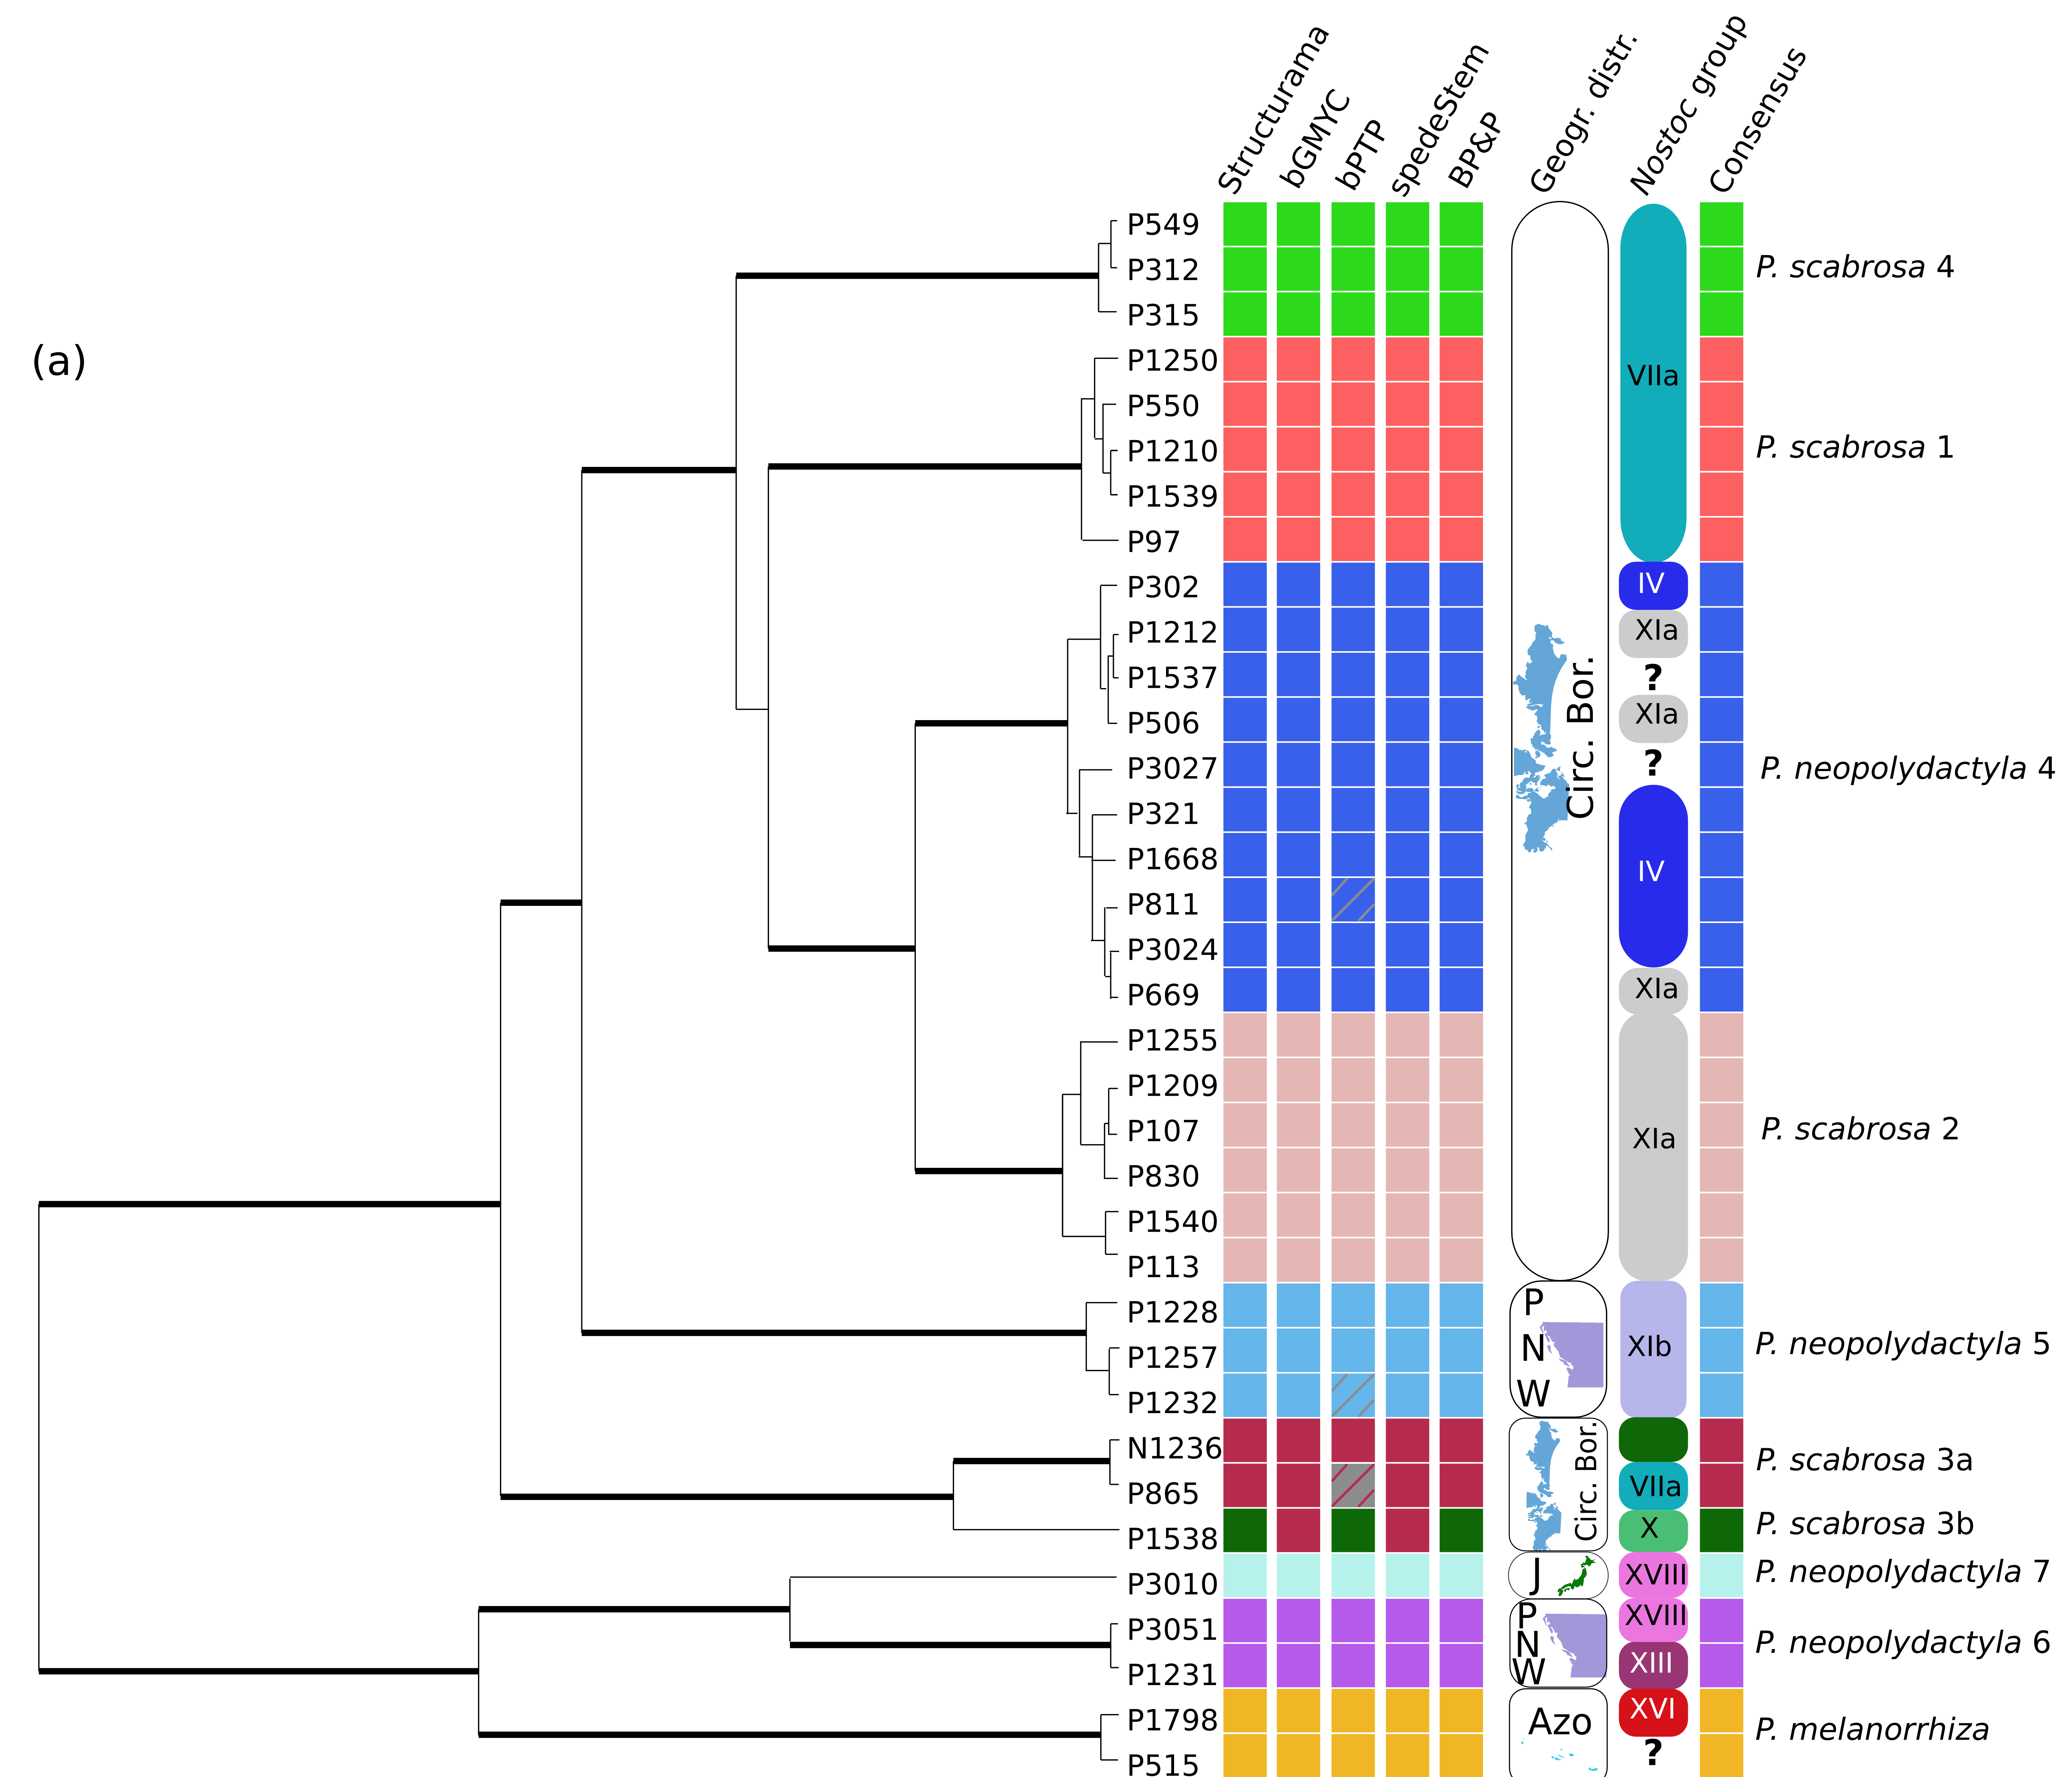 Structurama
bGMYC
bPTP
spedeStem
BP&P
Geogr. distr.
Nostoc group
Consensus
(a)
P549
P312
P. scabrosa 4
P315
P1250
VIIa
P550
P1210
P. scabrosa 1
P1539
P97
P302
IV
P1212
XIa
P1537
?
P506
XIa
Circ. Bor.
P3027
?
P. neopolydactyla 4
P321
P1668
IV
P811
P3024
P669
XIa
P1255
P1209
P107
XIa
P. scabrosa 2
P830
P1540
P113
P1228
P
P1257
N
XIb
P. neopolydactyla 5
P1232
W
N1236
P. scabrosa 3a
P865
Circ. Bor.
VIIa
P1538
X
P. scabrosa 3b
P3010
J
XVIII
P. neopolydactyla 7
P3051
P
XVIII
N
P. neopolydactyla 6
P1231
W
XIII
P1798
Azo
XVI
P. melanorrhiza
P515
?